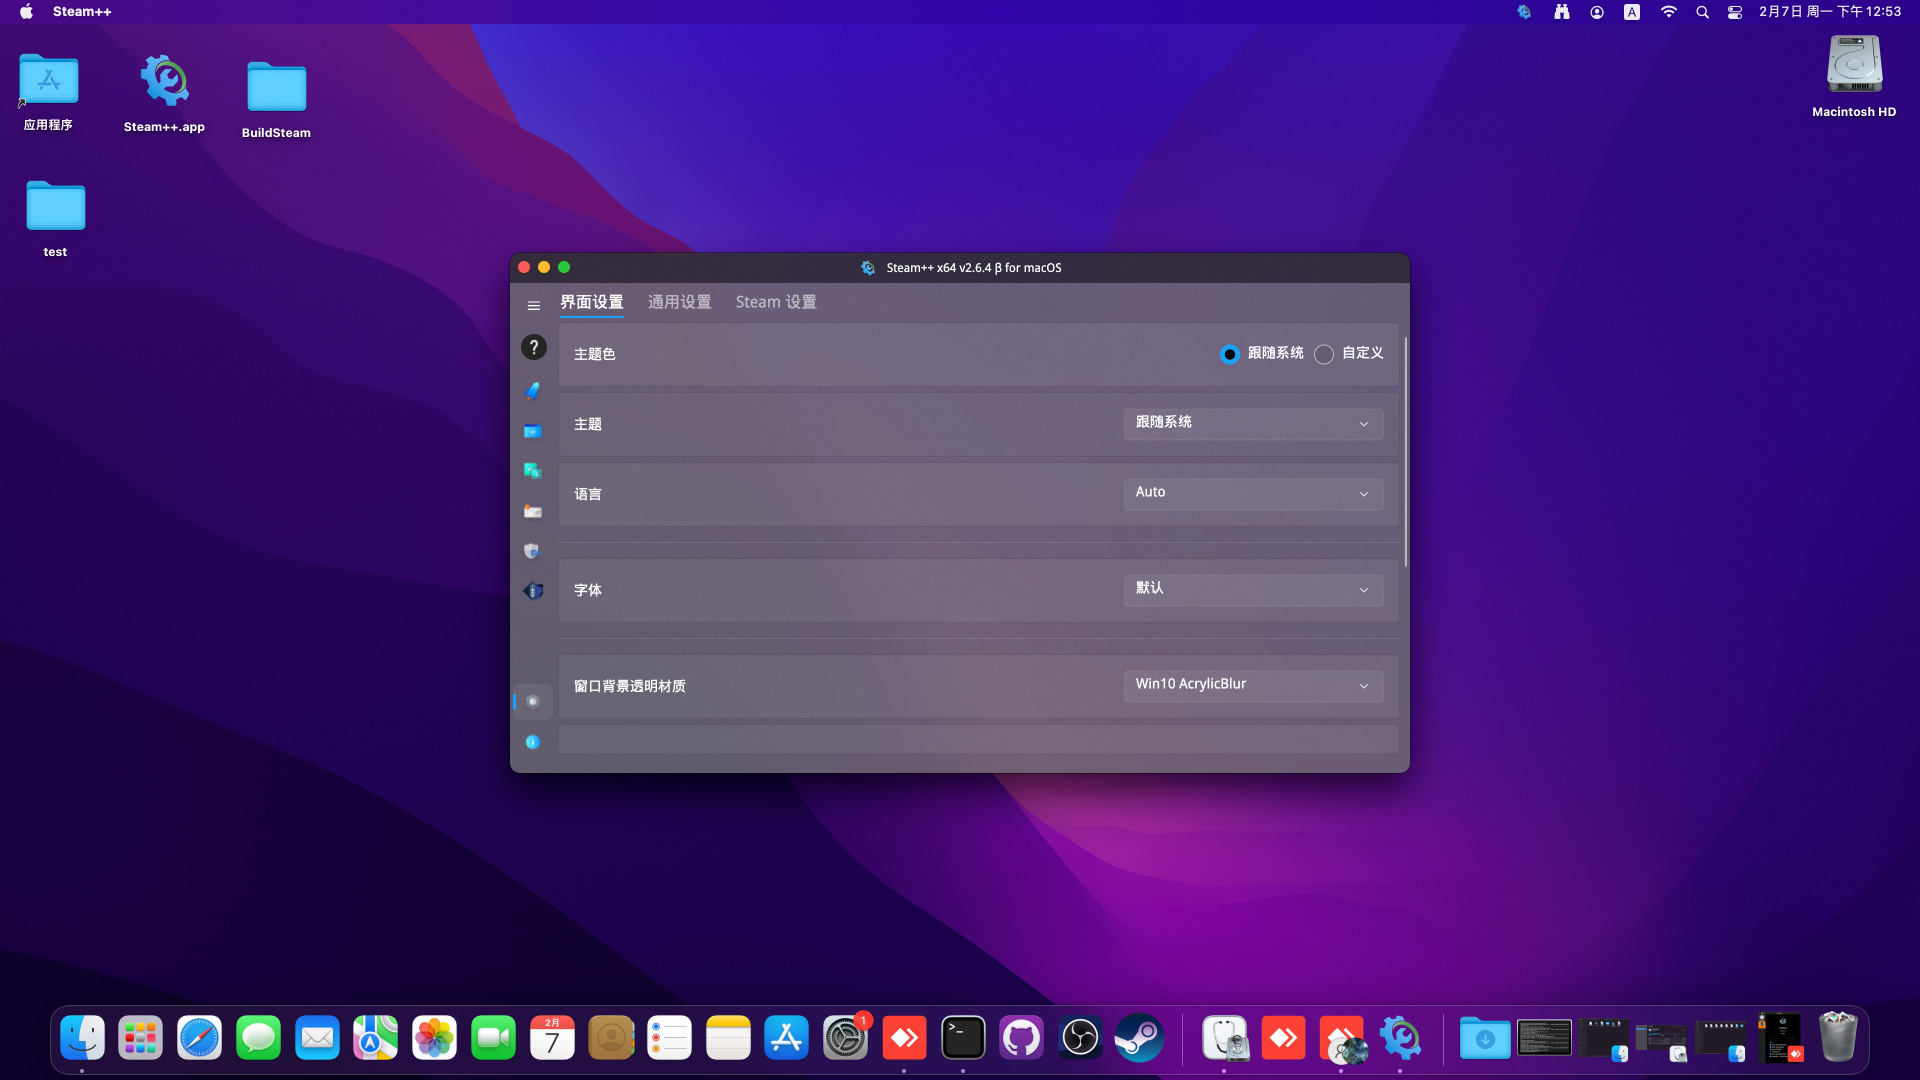 Steam++
A
2月7日 周一 下午 12:53
应用程序
Steam++.app
BuildSteam
Macintosh HD
test
Steam++ x64 v2.6.4 β for macOS
界面设置 通用设置 Steam 设置
?
主题色 跟随系统 自定义
主题 跟随系统
语言 Auto
字体 默认
窗口背景透明材质 Win10 AcrylicBlur
2月
7
1
>_